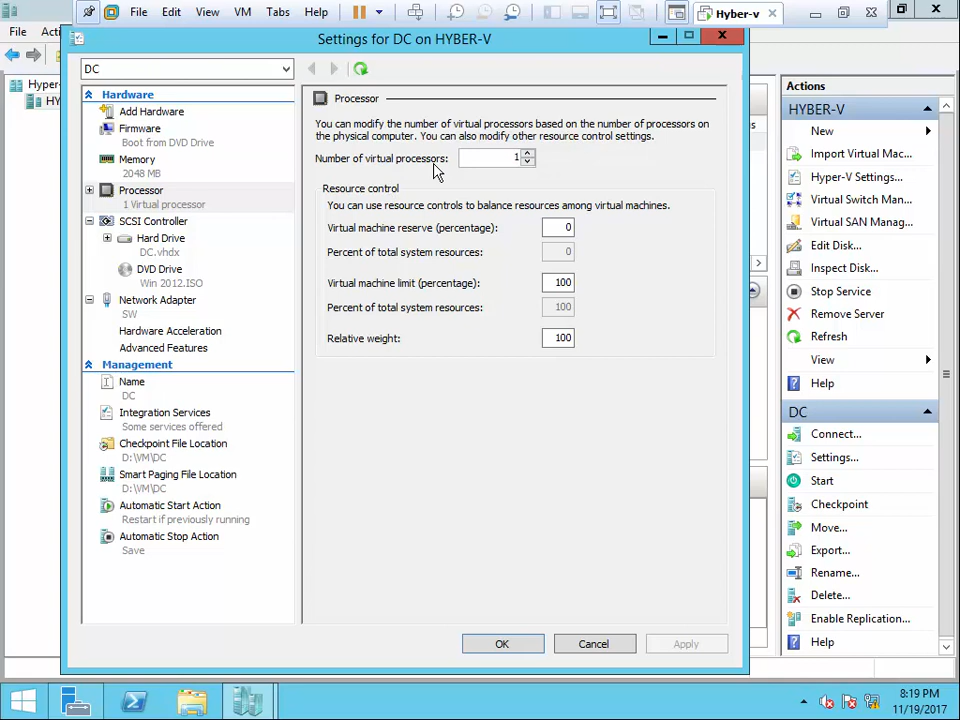 File Edit View VM Tabs Help
Hyber-v
File
Settings for DC on HYBER-V
Hyper-
DC
Hardware
Add Hardware
Firmware
Boot from DVD Drive
Memory
2048 MB
Processor
1 Virtual processor
SCSI Controller
Hard Drive
DC.vhdx
DVD Drive
Win 2012.ISO
Network Adapter
SW
Hardware Acceleration
Advanced Features
Management
Name
DC
Integration Services
Some services offered
Checkpoint File Location
D:\VM\DC
Smart Paging File Location
D:\VM\DC
Automatic Start Action
Restart if previously running
Automatic Stop Action
Save
Processor
You can modify the number of virtual processors based on the number of processors on
the physical computer. You can also modify other resource control settings.
Number of virtual processors: 1
Resource control
You can use resource controls to balance resources among virtual machines.
Virtual machine reserve (percentage): 0
Percent of total system resources: 0
Virtual machine limit (percentage): 100
Percent of total system resources: 100
Relative weight: 100
OK Cancel Apply
Actions
HYBER-V
New
Import Virtual Mac...
Hyper-V Settings...
Virtual Switch Man...
Virtual SAN Manag...
Edit Disk...
Inspect Disk...
Stop Service
Remove Server
Refresh
View
Help
DC
Connect...
Settings...
Start
Checkpoint
Move...
Export...
Rename...
Delete...
Enable Replication...
Help
8:19 PM
11/19/2017